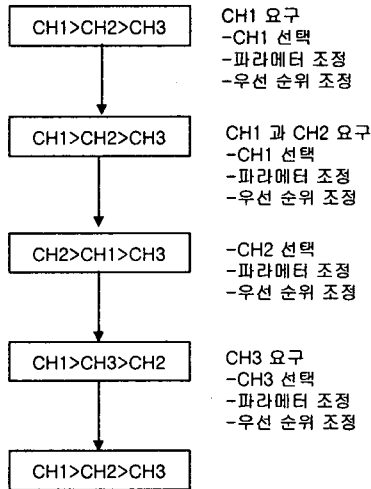 CH1>CH2>CH3
CH1 요구
-CH1 선택
-파라메터 조정
-우선 순위 조정
CH1>CH2>CH3
CH1 과 CH2 요구
-CH1 선택
-파라메터 조정
-우선 순위 조정
CH2>CH1>CH3
-CH2 선택
-파라메터 조정
-우선 순위 조정
CH1>CH3>CH2
CH3 요구
-CH3 선택
-파라메터 조정
-우선 순위 조정
CH1>CH2>CH3